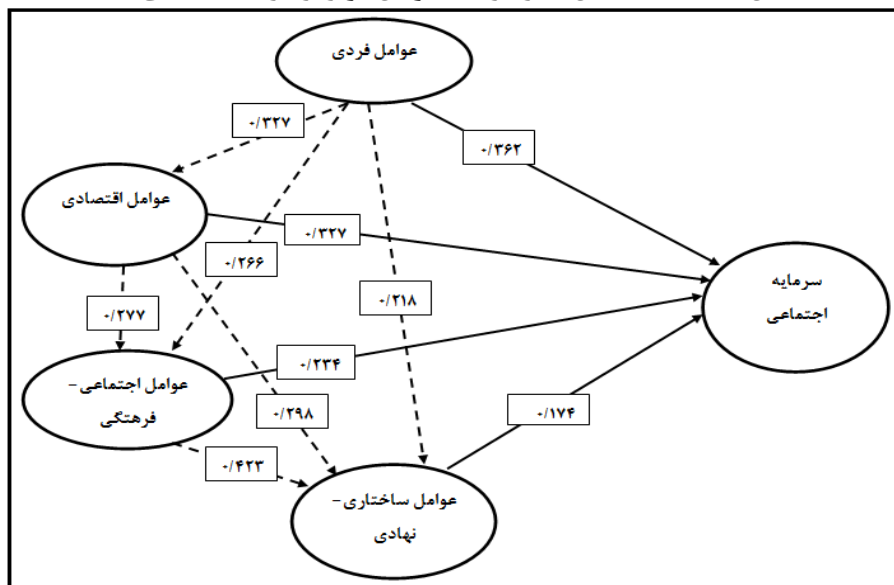 عوامل فردی
۰/۳۲۷
۰/۳۶۲
عوامل اقتصادی
۰/۳۲۷
۰/۲۶۶
سرمایه
اجتماعی
۰/۲۷۷
۰/۲۱۸
عوامل اجتماعی-
فرهنگی
۰/۲۳۴
۰/۲۹۸
۰/۱۷۴
۰/۴۲۳
عوامل ساختاری-
نهادی